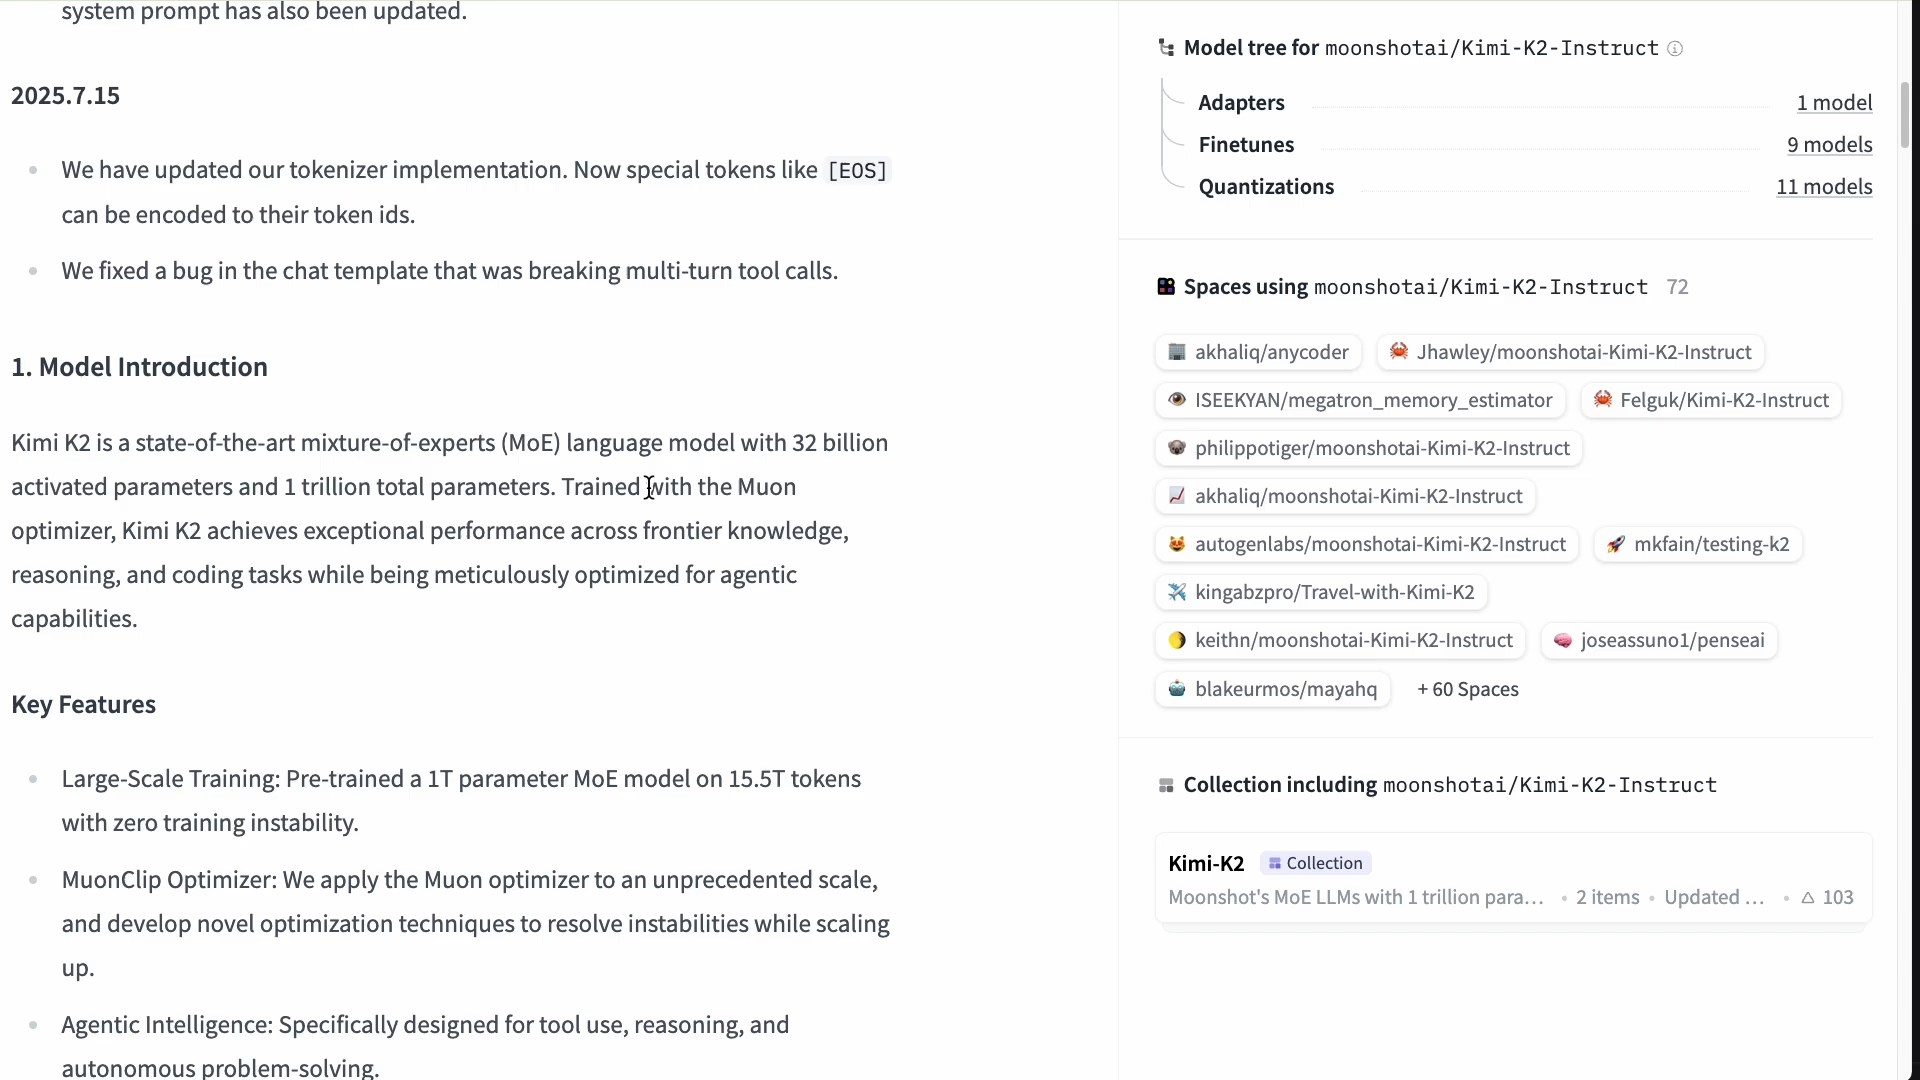 system prompt has also been updated.
2025.7.15
We have updated our tokenizer implementation. Now special tokens like [EOS]
can be encoded to their token ids.
We fixed a bug in the chat template that was breaking multi-turn tool calls.
1. Model Introduction
Kimi K2 is a state-of-the-art mixture-of-experts (MoE) language model with 32 billion
activated parameters and 1 trillion total parameters. Trained with the Muon
optimizer, Kimi K2 achieves exceptional performance across frontier knowledge,
reasoning, and coding tasks while being meticulously optimized for agentic
capabilities.
Key Features
Large-Scale Training: Pre-trained a 1T parameter MoE model on 15.5T tokens
with zero training instability.
MuonClip Optimizer: We apply the Muon optimizer to an unprecedented scale,
and develop novel optimization techniques to resolve instabilities while scaling
up.
Agentic Intelligence: Specifically designed for tool use, reasoning, and
autonomous problem-solving.
Model tree for moonshotai/Kimi-K2-Instruct
Adapters 1 model
Finetunes 9 models
Quantizations 11 models
Spaces using moonshotai/Kimi-K2-Instruct 72
akhaliq/anycoder Jhawley/moonshotai-Kimi-K2-Instruct
ISEEKYAN/megatron_memory_estimator Felguk/Kimi-K2-Instruct
philippotiger/moonshotai-Kimi-K2-Instruct
akhaliq/moonshotai-Kimi-K2-Instruct
autogenlabs/moonshotai-Kimi-K2-Instruct mkfain/testing-k2
kingabzpro/Travel-with-Kimi-K2
keithn/moonshotai-Kimi-K2-Instruct joseassuno1/penseai
blakeurmos/mayahq + 60 Spaces
Collection including moonshotai/Kimi-K2-Instruct
Kimi-K2 Collection
Moonshot's MoE LLMs with 1 trillion para... • 2 items • Updated ... • 103